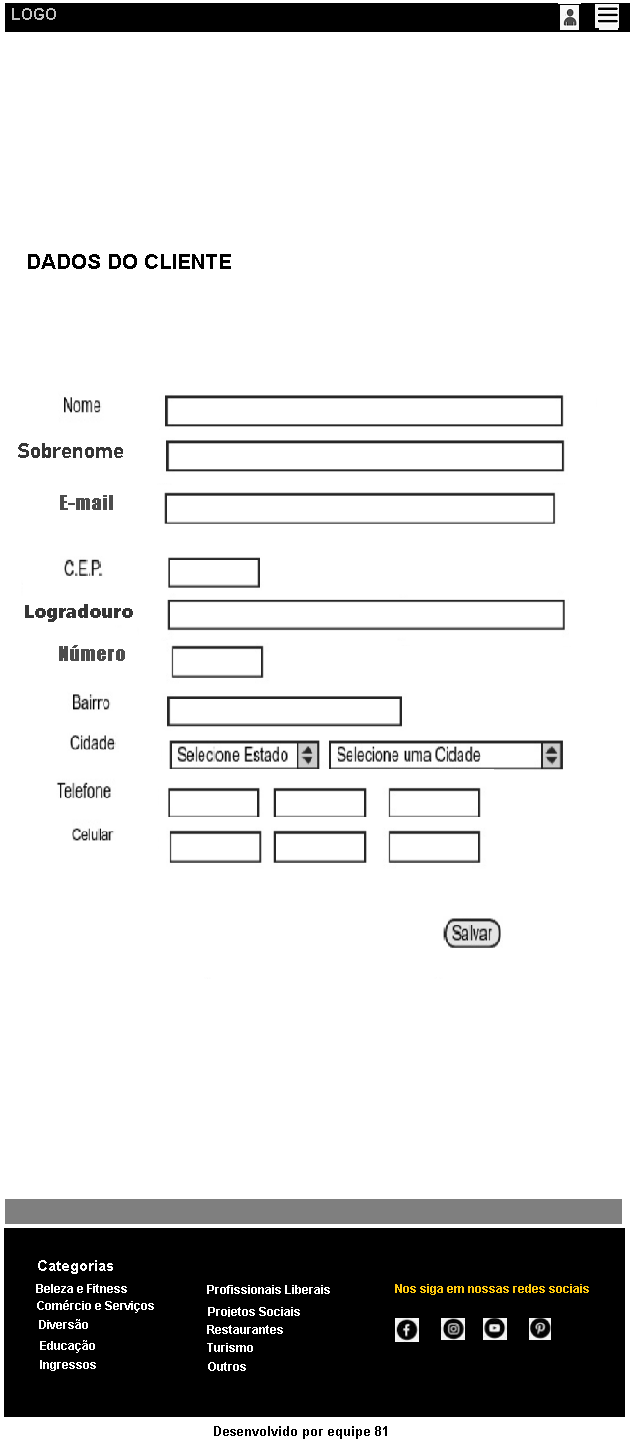 LOGO
DADOS DO CLIENTE
Nome
Sobrenome
E-mail
C.E.P.
Logradouro
Número
Bairro
Cidade
Selecione Estado
Selecione uma Cidade
Telefone
Celular
Salvar
Categorias
Beleza e Fitness
Comércio e Serviços
Diversão
Educação
Ingressos
Profissionais Liberais
Projetos Sociais
Restaurantes
Turismo
Outros
Nos siga em nossas redes sociais
Desenvolvido por equipe 81